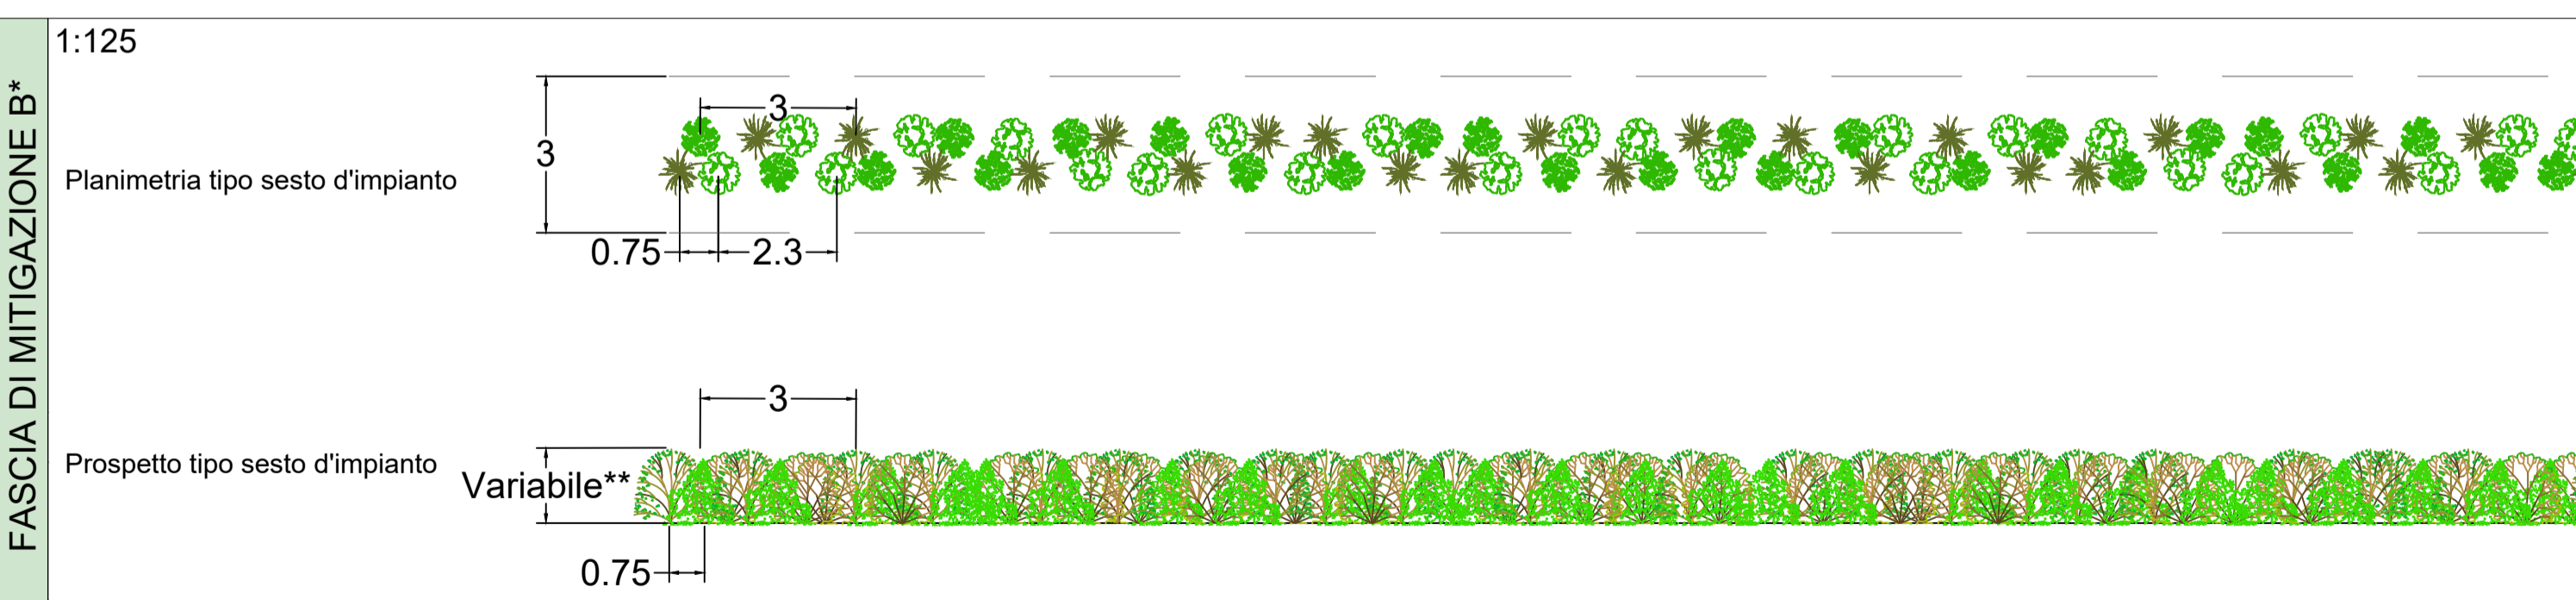 FASCIA DI MITIGAZIONE B*
1:125
3
3
Planimetria tipo sesto d'impianto
0.75
2.3
3
Prospetto tipo sesto d'impianto
Variabile**
0.75